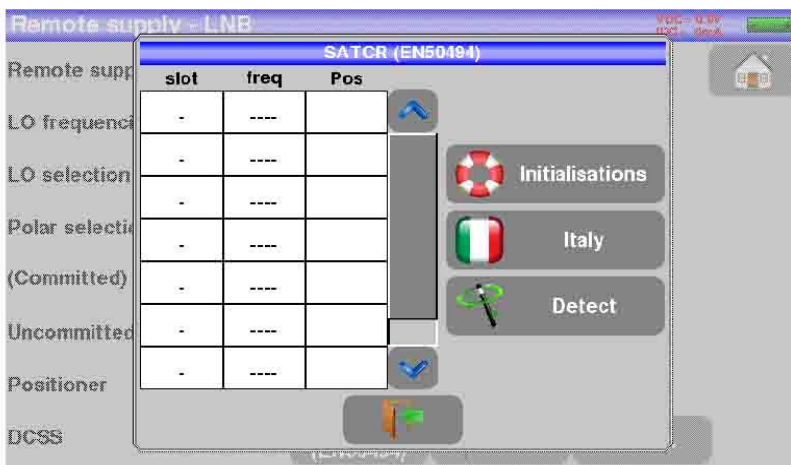 Remote supply - LNB
SATCR (EN50494)
slot freq Pos
- ----
- ----
- ----
- ----
- ----
- ----
- ----
Initialisations
Italy
Detect
Remote supp
LO frequenci
LO selection
Polar selectio
(Committed)
Uncommitted
Positioner
DCSS